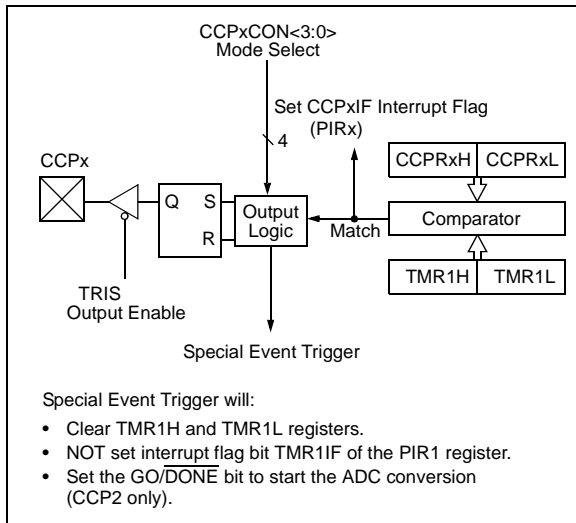 CCPxCON<3:0>
Mode Select
Set CCPxIF Interrupt Flag
(PIRx)
4
CCPx
CCPRxH CCPRxL
Q S
R
Output
Logic
Match
Comparator
TMR1H TMR1L
TRIS
Output Enable
Special Event Trigger
Special Event Trigger will:
• Clear TMR1H and TMR1L registers.
• NOT set interrupt flag bit TMR1IF of the PIR1 register.
• Set the GO/DONE bit to start the ADC conversion
(CCP2 only).